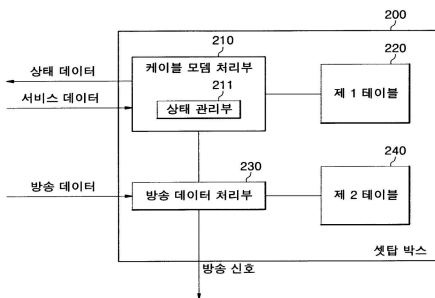 200
210
케이블 모뎀 처리부
211
상태 관리부
220
제 1 테이블
상태 데이터
서비스 데이터
230
방송 데이터 처리부
240
제 2 테이블
방송 데이터
셋탑 박스
방송 신호